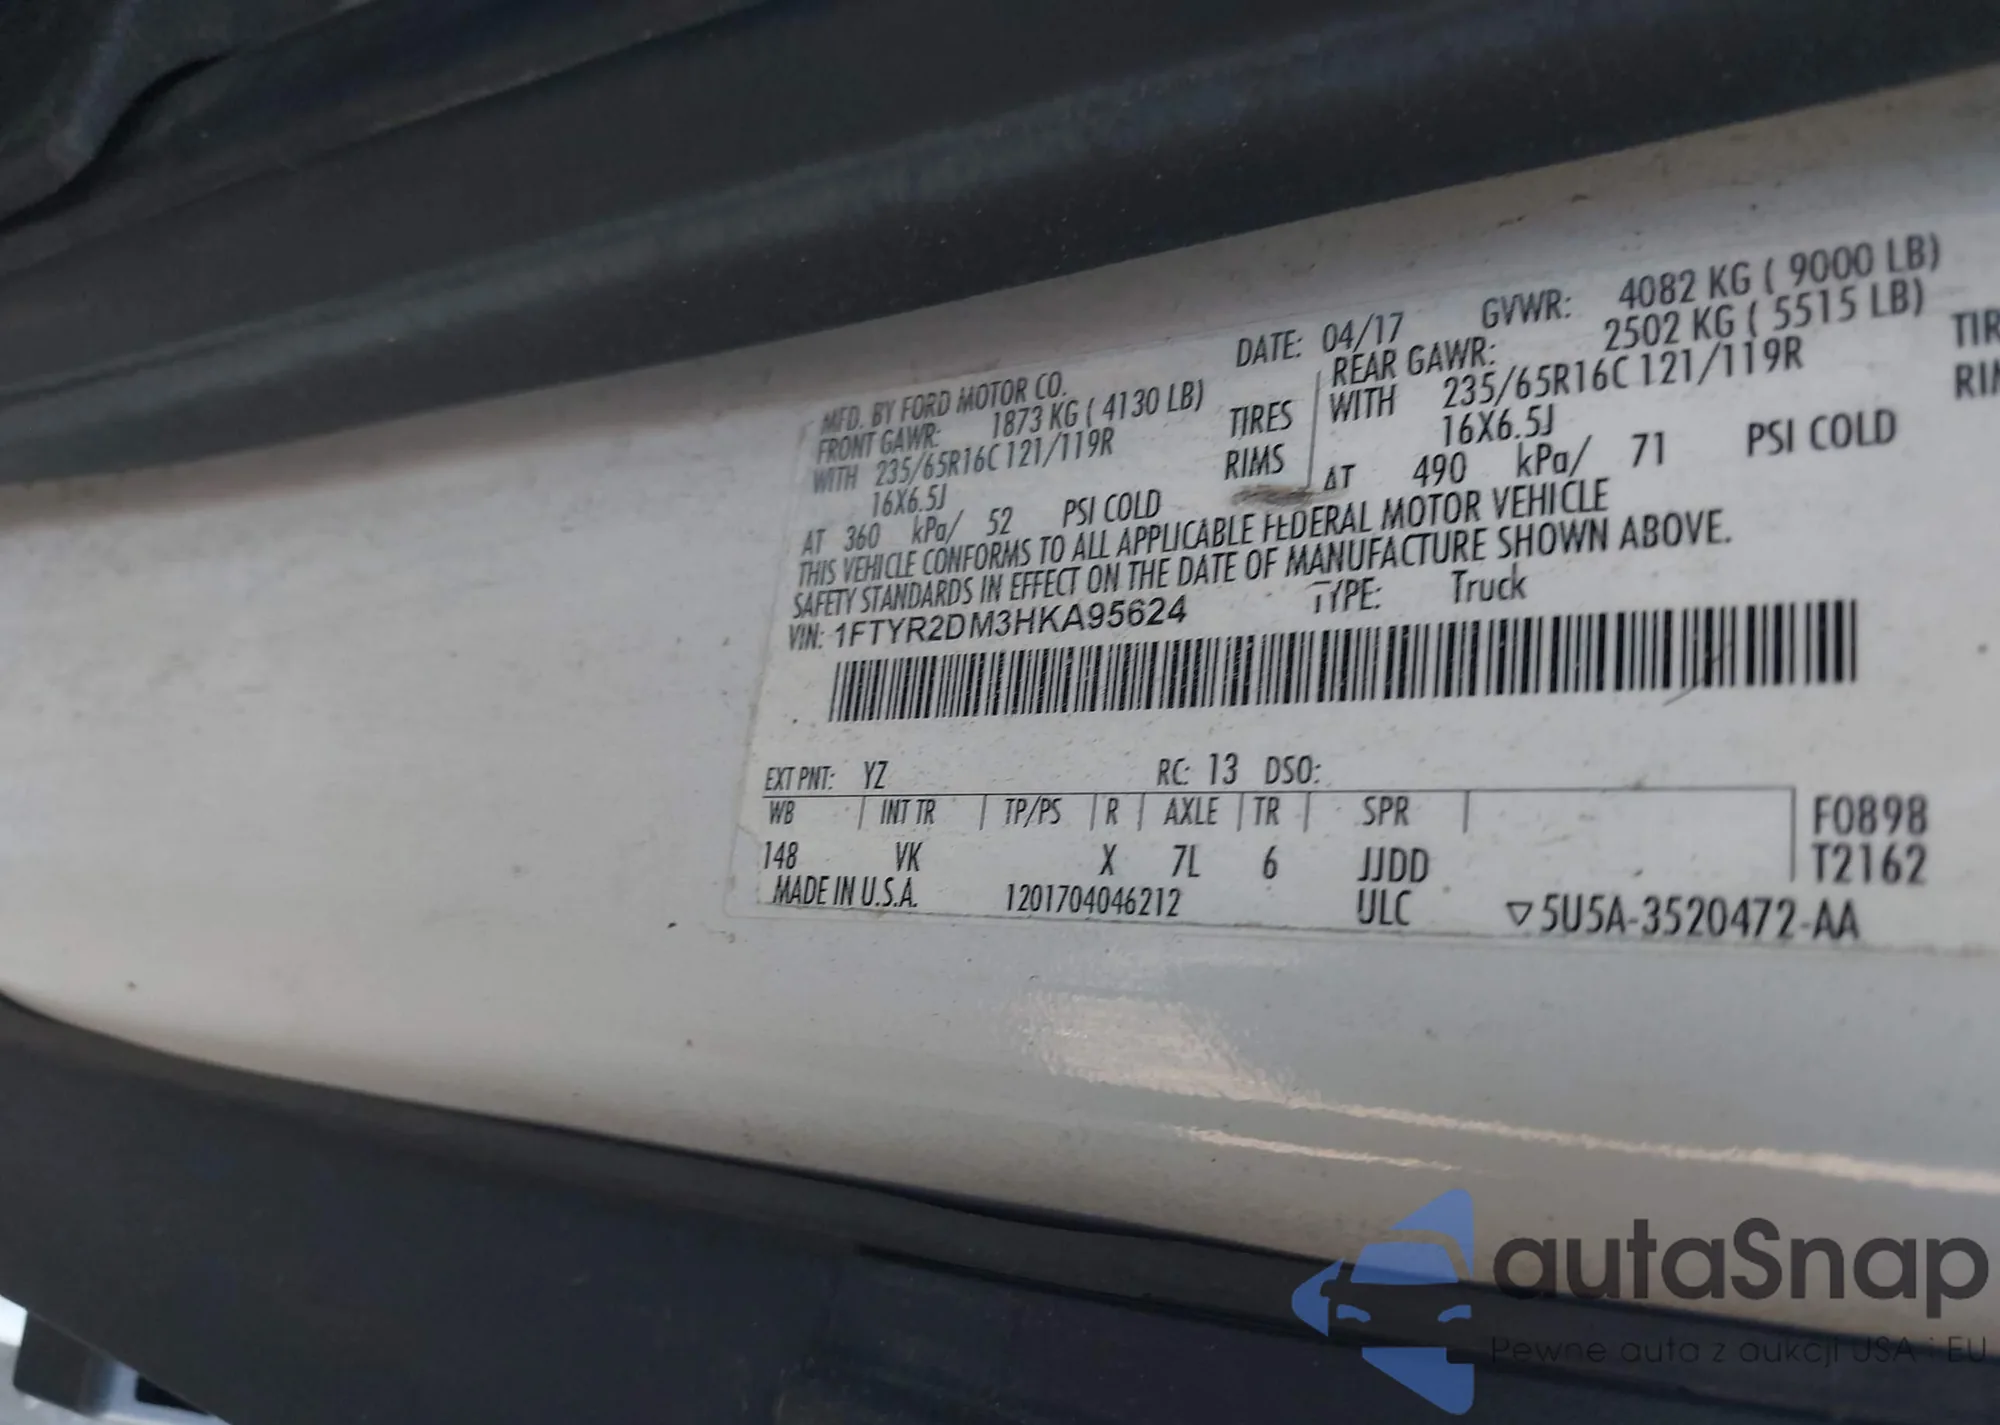 MFD. BY FORD MOTOR CO. DATE: 04/17 GVWR: 4082 KG ( 9000 LB)
FRONT GAWR: 1873 KG ( 4130 LB) REAR GAWR: 2502 KG ( 5515 LB)
WITH 235/65R16C 121/119R TIRES WITH 235/65R16C 121/119R
16X6.5J RIMS 16X6.5J
AT 360 kPa/ 52 PSI COLD AT 490 kPa/ 71 PSI COLD
THIS VEHICLE CONFORMS TO ALL APPLICABLE FEDERAL MOTOR VEHICLE
SAFETY STANDARDS IN EFFECT ON THE DATE OF MANUFACTURE SHOWN ABOVE.
VIN: 1FTYR2DM3HKA95624 TYPE: Truck
EXT PNT: YZ RC: 13 DSO:
WB INT TR TP/PS R AXLE TR SPR F0898
148 VK X 7L 6 JJDD T2162
MADE IN U.S.A. 1201704046212 ULC ▽5U5A-3520472-AA
autaSnap
Pewne auta z aukcji USA i EU